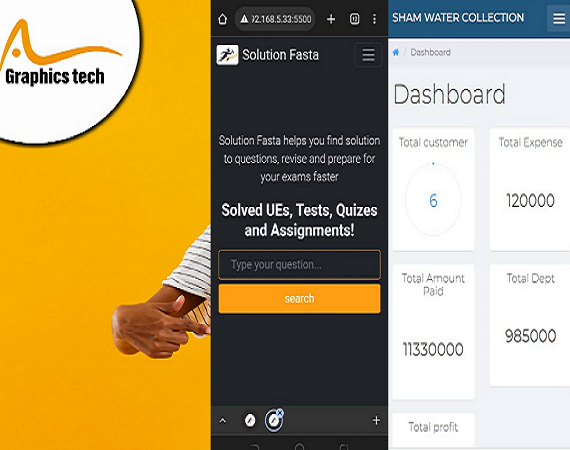 Graphics tech
92.168.5.33:5500
Solution Fasta
Solution Fasta helps you find solution
to questions, revise and prepare for
your exams faster
Solved UEs, Tests, Quizes
and Assignments!
Type your question...
search
SHAM WATER COLLECTION
/ Dashboard
Dashboard
Total customer
6
Total Expense
120000
Total Amount
Paid
11330000
Total Dept
985000
Total profit